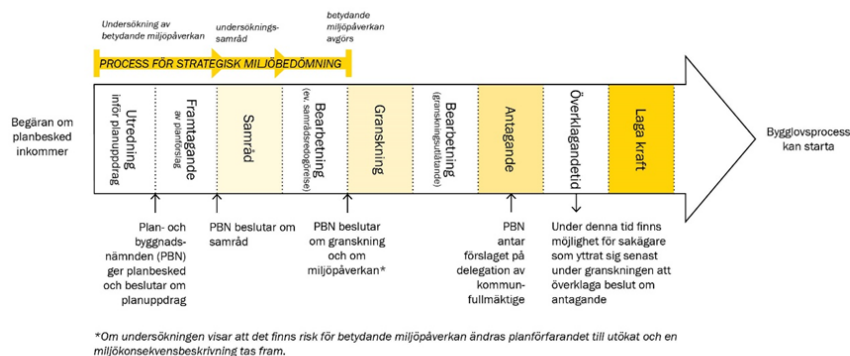 Undersökning av
betydande miljöpåverkan
undersöknings-
samråd
betydande
miljöpåverkan
avgörs
PROCESS FÖR STRATEGISK MILJÖBEDÖMNING
Begäran om
planbesked
inkommer
Utredning
inför planuppdrag
Framtagande
av planförslag
Samråd
Bearbetning
(ev. samrådsredogörelse)
Granskning
Bearbetning
(granskningsutlåtande)
Antagande
Överklagandetid
Laga kraft
Bygglovsprocess
kan starta
Plan- och
byggnads-
nämnden (PBN)
ger planbesked
och beslutar om
planuppdrag
PBN beslutar om
samråd
PBN beslutar
om granskning
och om
miljöpåverkan*
PBN
antar
förslaget på
delegation av
kommun-
fullmäktige
Under denna tid finns
möjlighet för sakägare
som yttrat sig senast
under granskningen att
överklaga beslut om
antagande
*Om undersökningen visar att det finns risk för betydande miljöpåverkan ändras planförfarandet till utökat och en
miljökonsekvensbeskrivning tas fram.